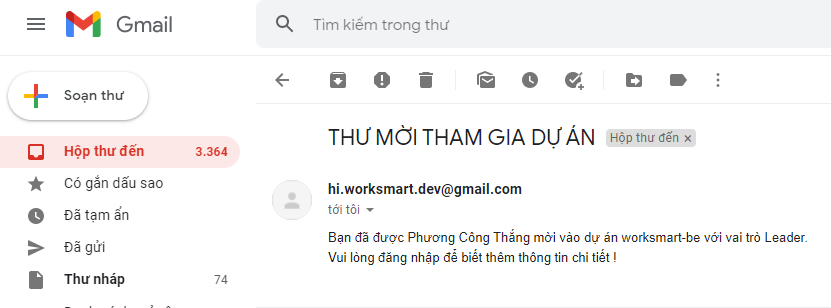 Gmail
Tìm kiếm trong thư
Soạn thư
Hộp thư đến 3.364
Có gắn dấu sao
Đã tạm ẩn
Đã gửi
Thư nháp 74
THƯ MỜI THAM GIA DỰ ÁN Hộp thư đến ×
hi.worksmart.dev@gmail.com
tới tôi
Bạn đã được Phương Công Thắng mời vào dự án worksmart-be với vai trò Leader.
Vui lòng đăng nhập để biết thêm thông tin chi tiết !